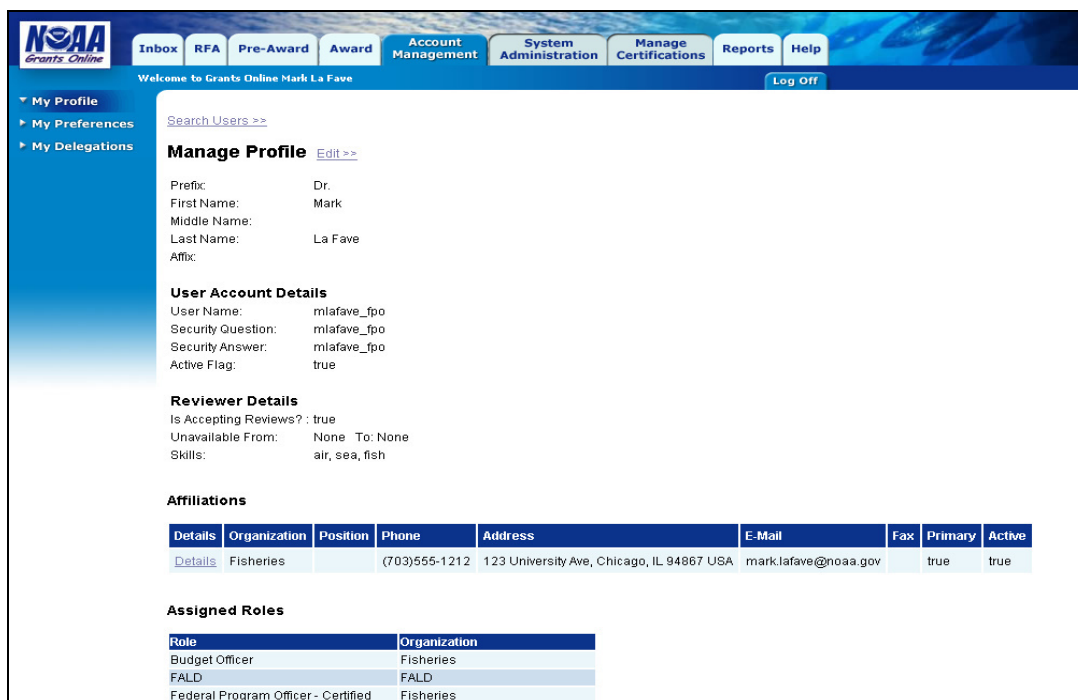 NOAA
Grants Online
Inbox RFA Pre-Award Award Account Management System Administration Manage Certifications Reports Help
Welcome to Grants Online Mark La Fave Log Off
My Profile
My Preferences
My Delegations
Search Users >>
Manage Profile Edit >>
Prefix: Dr.
First Name: Mark
Middle Name:
Last Name: La Fave
Affix:
User Account Details
User Name: mlafave_fpo
Security Question: mlafave_fpo
Security Answer: mlafave_fpo
Active Flag: true
Reviewer Details
Is Accepting Reviews? : true
Unavailable From: None To: None
Skills: air, sea, fish
Affiliations
Details Organization Position Phone Address E-Mail Fax Primary Active
Details Fisheries (703)555-1212 123 University Ave, Chicago, IL 94867 USA mark.lafave@noaa.gov true true
Assigned Roles
Role Organization
Budget Officer Fisheries
FALD FALD
Federal Program Officer - Certified Fisheries